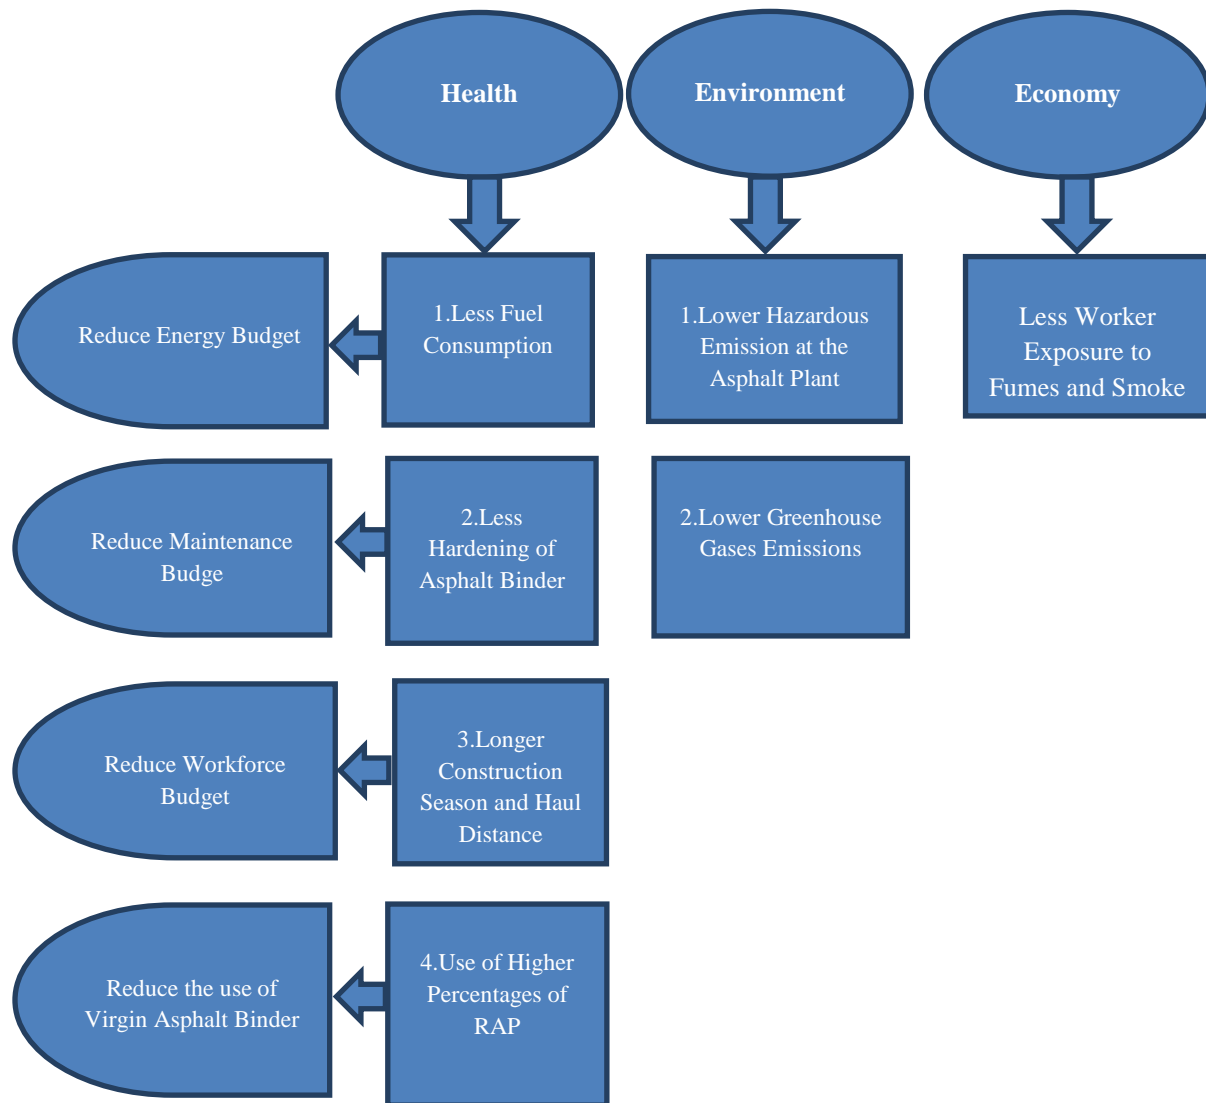 Health
Environment
Economy
Reduce Energy Budget
1.Less Fuel
Consumption
1.Lower Hazardous
Emission at the
Asphalt Plant
Less Worker
Exposure to
Fumes and Smoke
Reduce Maintenance
Budge
2.Less
Hardening of
Asphalt Binder
2.Lower Greenhouse
Gases Emissions
Reduce Workforce
Budget
3.Longer
Construction
Season and Haul
Distance
Reduce the use of
Virgin Asphalt Binder
4.Use of Higher
Percentages of
RAP